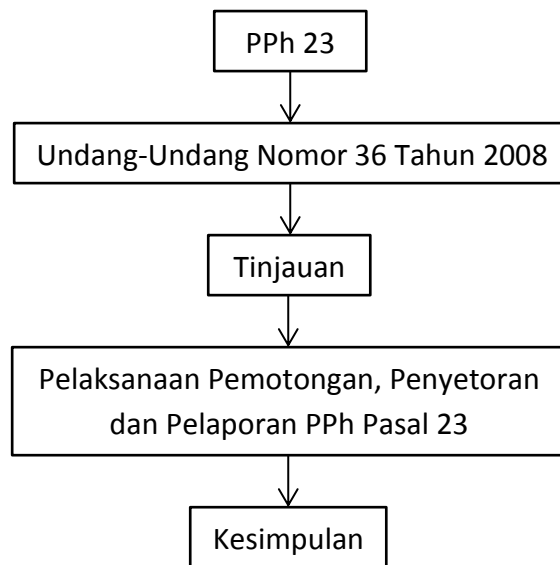 PPh 23
Undang-Undang Nomor 36 Tahun 2008
Tinjauan
Pelaksanaan Pemotongan, Penyetoran
dan Pelaporan PPh Pasal 23
Kesimpulan